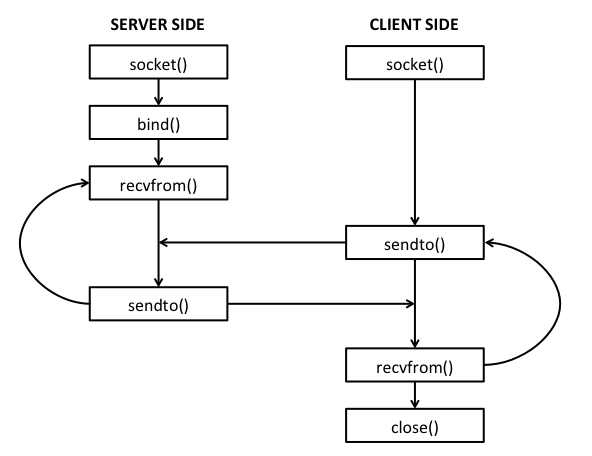 SERVER SIDE
socket()
bind()
recvfrom()
sendto()
CLIENT SIDE
socket()
sendto()
recvfrom()
close()